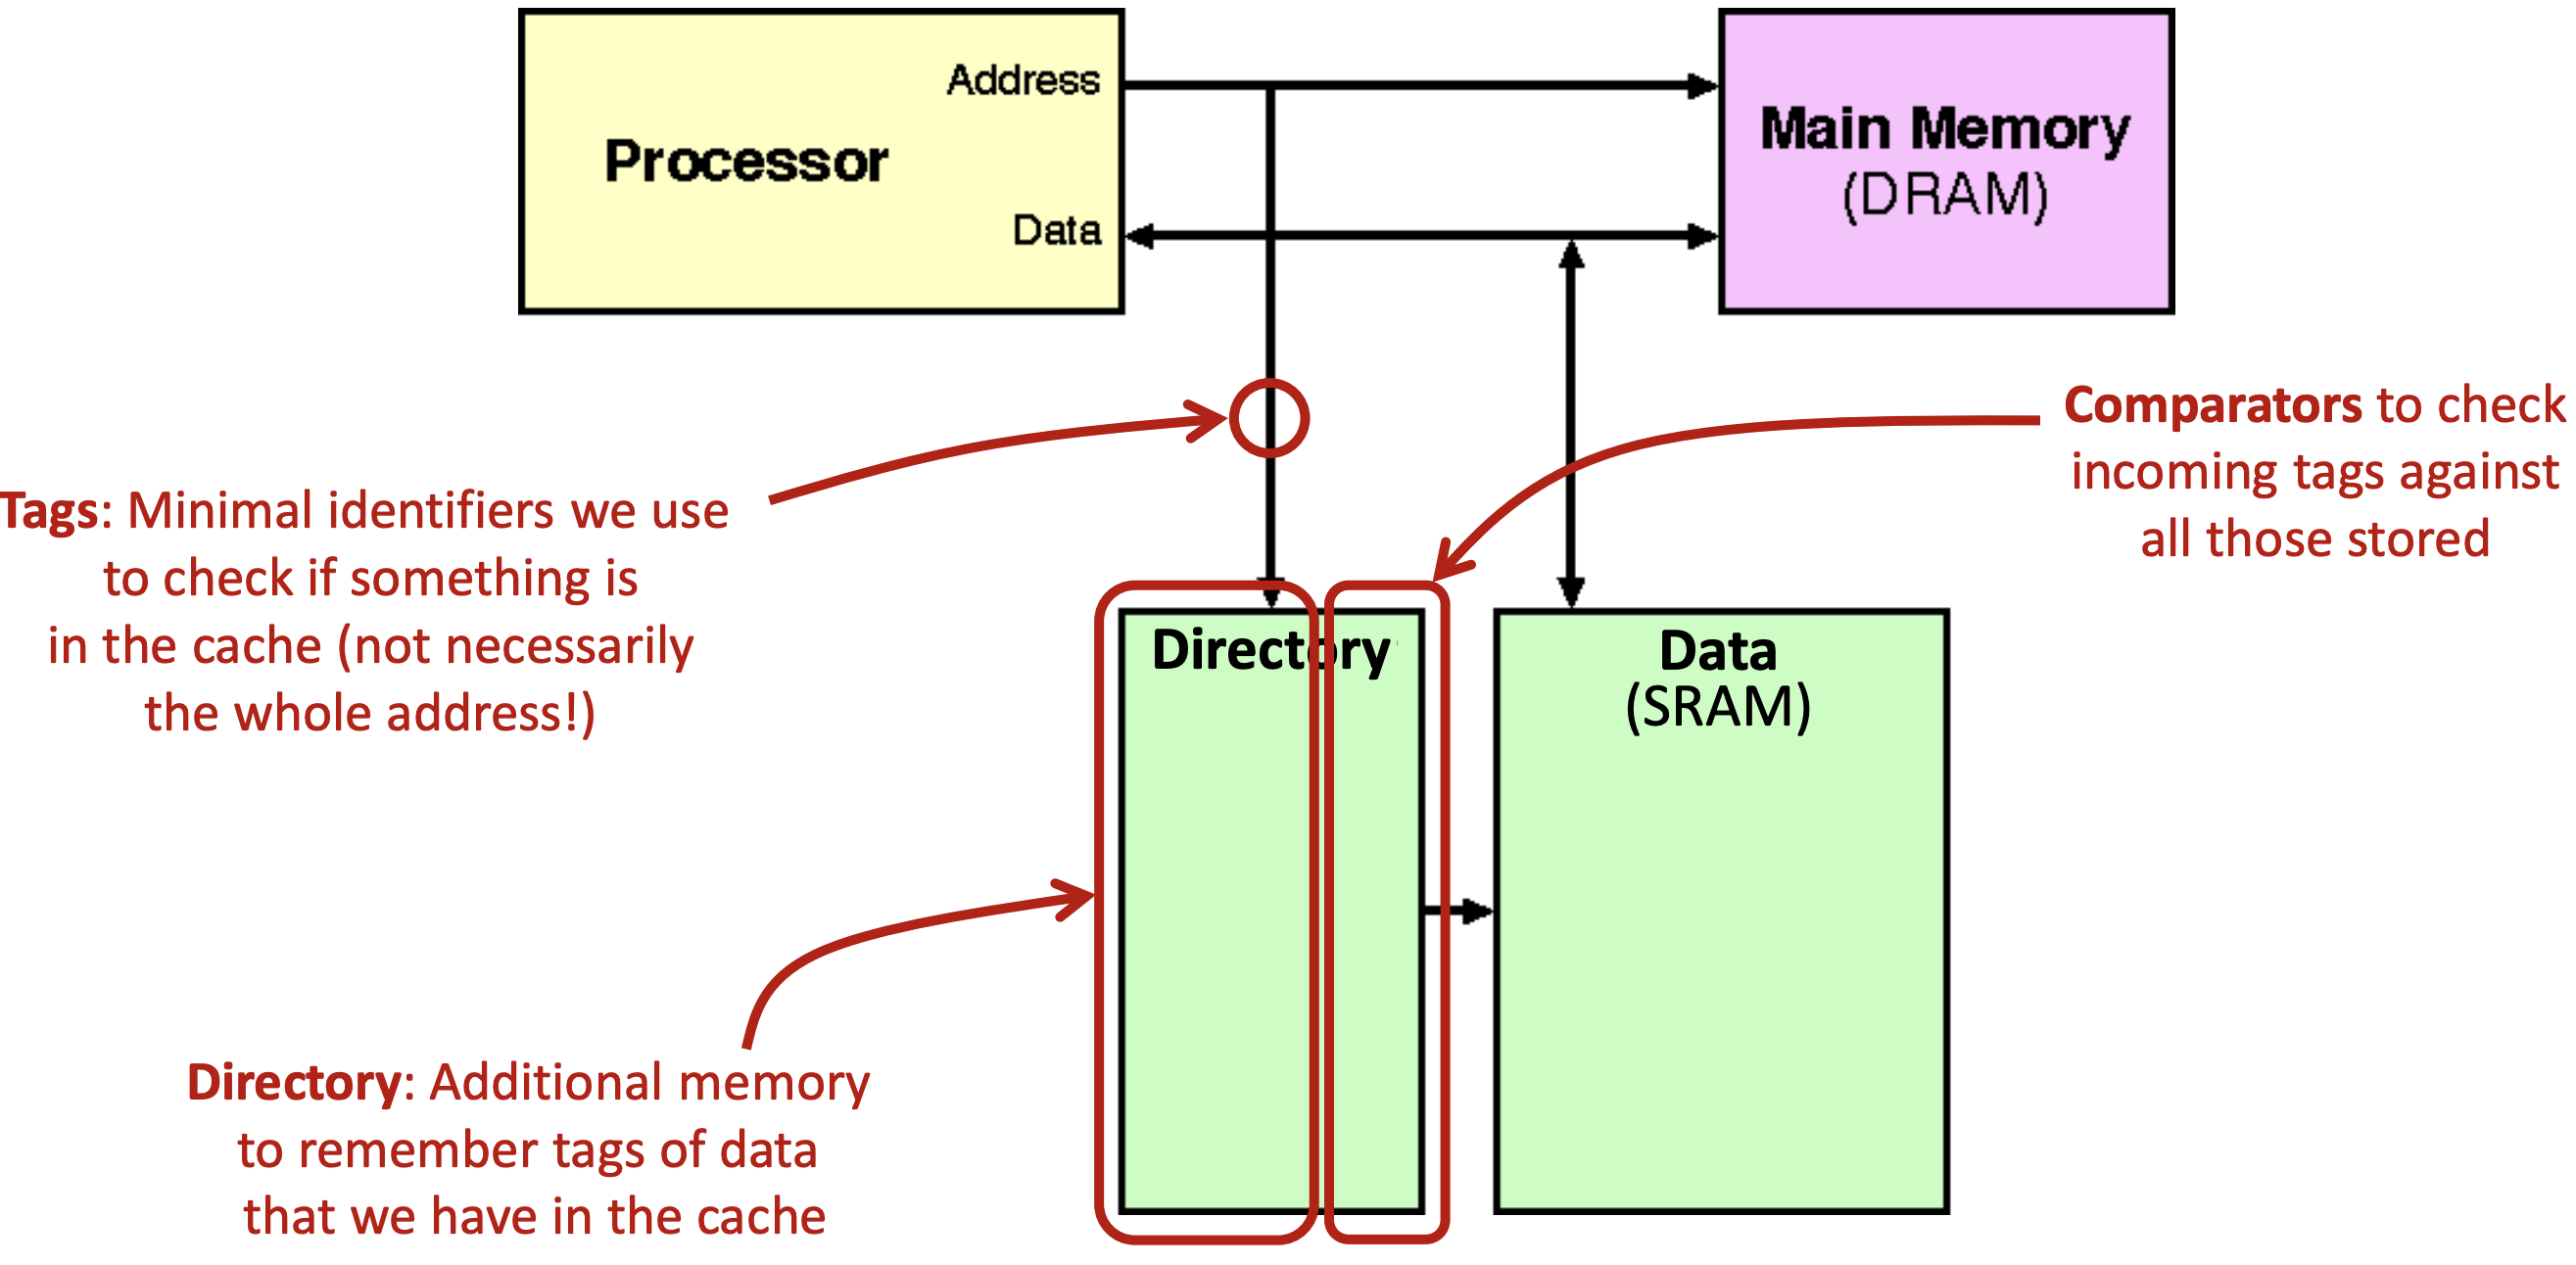 Address
Processor
Data
Main Memory
(DRAM)
Tags: Minimal identifiers we use
to check if something is
in the cache (not necessarily
the whole address!)
Comparators to check
incoming tags against
all those stored
Directory
Data
(SRAM)
Directory: Additional memory
to remember tags of data
that we have in the cache